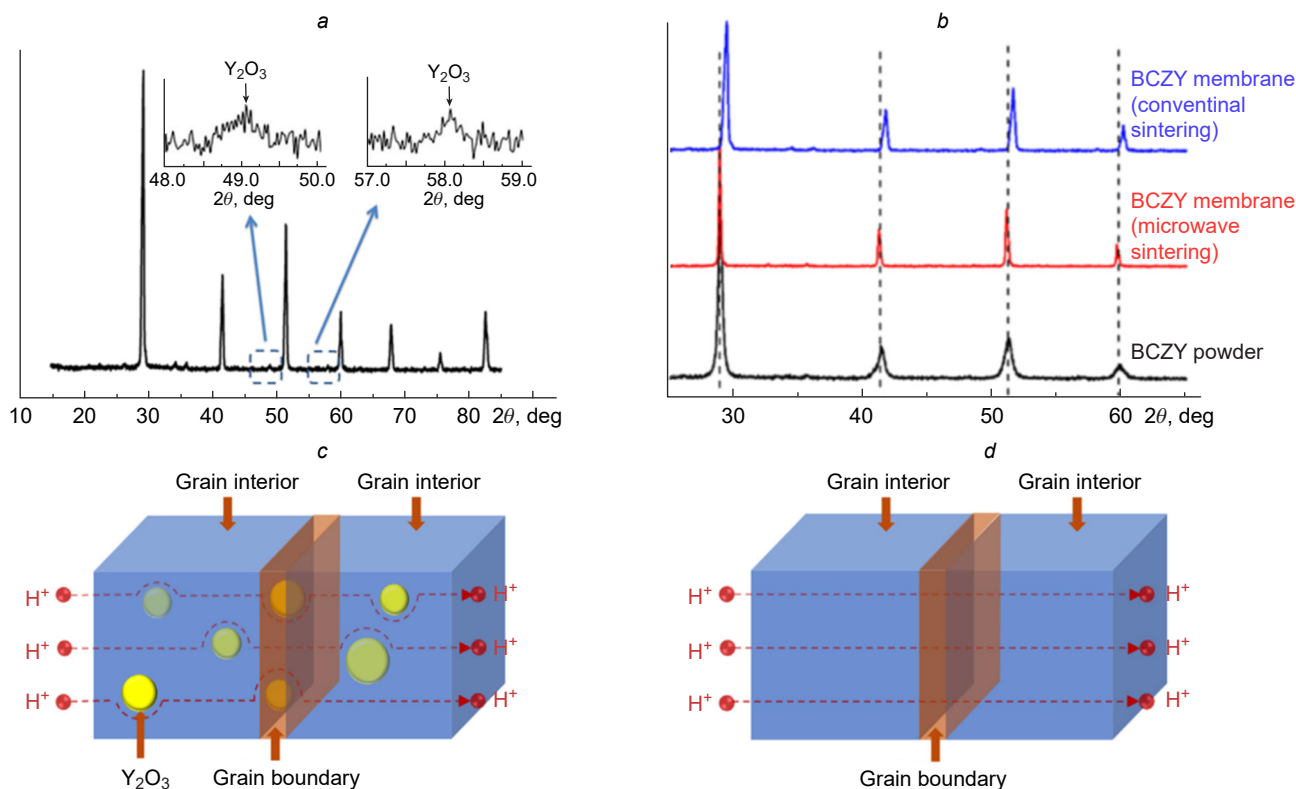 a
Y₂O₃
Y₂O₃
48.0 49.0 50.0
2θ, deg
57.0 58.0 59.0
2θ, deg
10 20 30 40 50 60 70 80 2θ, deg
b
BCZY membrane
(conventinal
sintering)
BCZY membrane
(microwave
sintering)
BCZY powder
30 40 50 60 2θ, deg
c
Grain interior Grain interior
H⁺ H⁺
H⁺ H⁺
H⁺ H⁺
Y₂O₃ Grain boundary
d
Grain interior Grain interior
H⁺ H⁺
H⁺ H⁺
H⁺ H⁺
Grain boundary